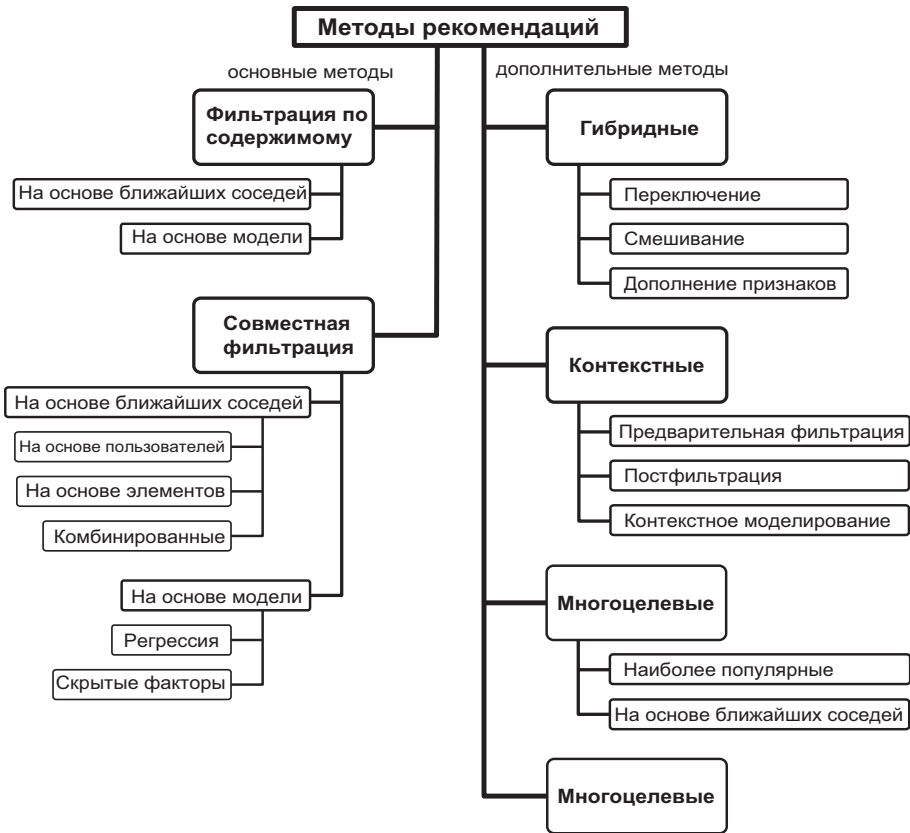 Методы рекомендаций
основные методы
Фильтрация по
содержимому
На основе ближайших соседей
На основе модели
Совместная
фильтрация
На основе ближайших соседей
На основе пользователей
На основе элементов
Комбинированные
На основе модели
Регрессия
Скрытые факторы
дополнительные методы
Гибридные
Переключение
Смешивание
Дополнение признаков
Контекстные
Предварительная фильтрация
Постфильтрация
Контекстное моделирование
Многоцелевые
Наиболее популярные
На основе ближайших соседей
Многоцелевые